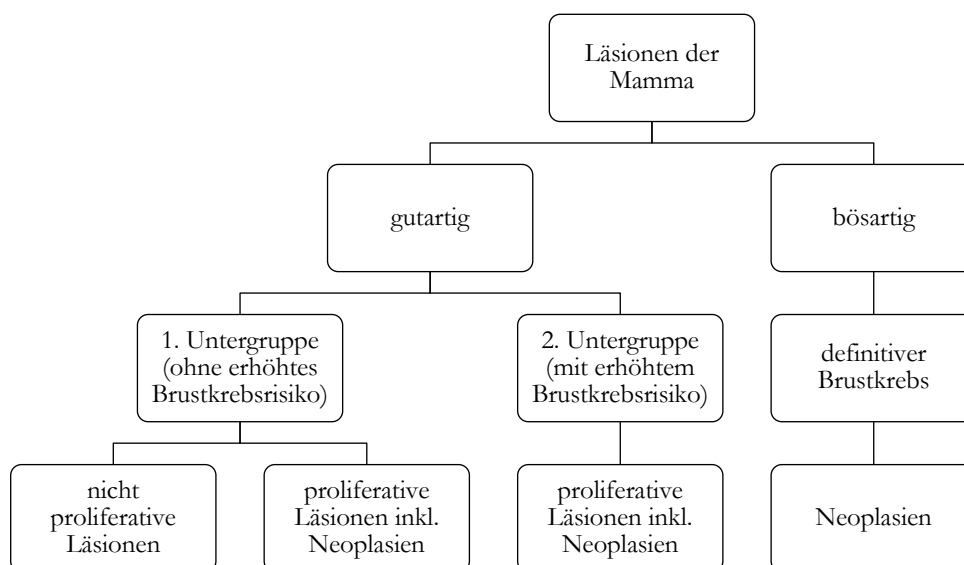 Läsionen der
Mamma
gutartig
bösartig
1. Untergruppe
(ohne erhöhtes
Brustkrebsrisiko)
2. Untergruppe
(mit erhöhtem
Brustkrebsrisiko)
definitiver
Brustkrebs
nicht
proliferative
Läsionen
proliferative
Läsionen inkl.
Neoplasien
proliferative
Läsionen inkl.
Neoplasien
Neoplasien